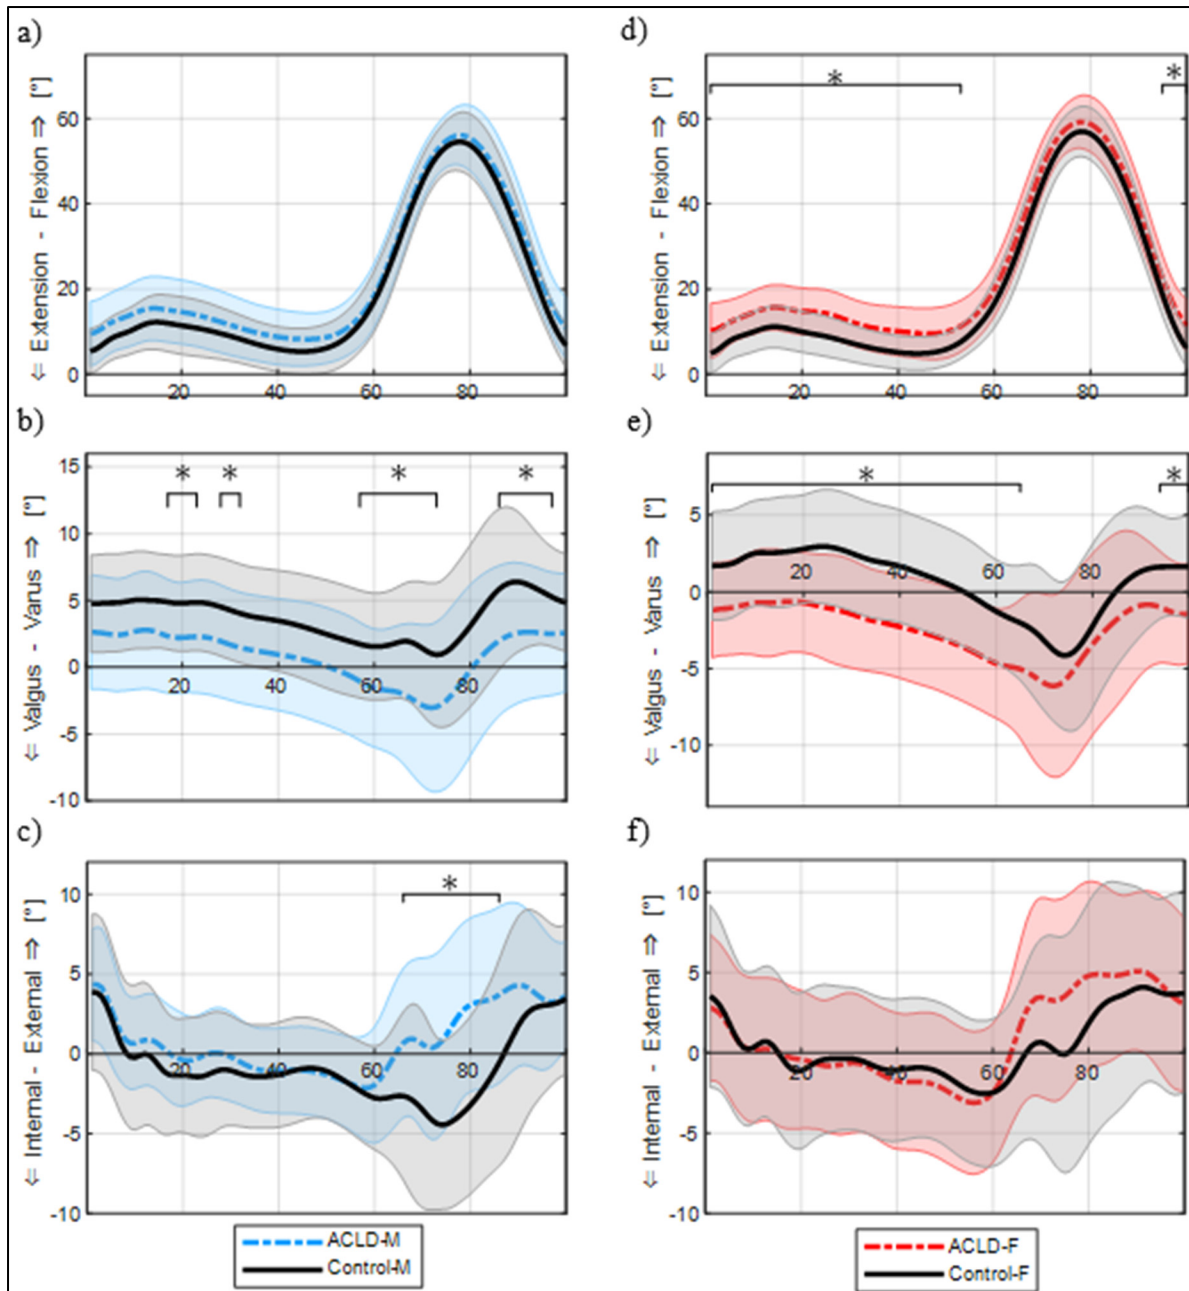 a)
⇐ Extension - Flexion ⇒ [°]
60
40
20
0
20 40 60 80
d)
* *
⇐ Extension - Flexion ⇒ [°]
60
40
20
0
20 40 60 80
b)
* * * *
⇐ Valgus - Varus ⇒ [°]
15
10
5
0
-5
-10
20 40 60 80
e)
* *
⇐ Valgus - Varus ⇒ [°]
5
0
-5
-10
20 40 60 80
c)
*
⇐ Internal - External ⇒ [°]
10
5
0
-5
-10
20 40 60 80
ACLD-M
Control-M
f)
⇐ Internal - External ⇒ [°]
10
5
0
-5
-10
20 40 60 80
ACLD-F
Control-F